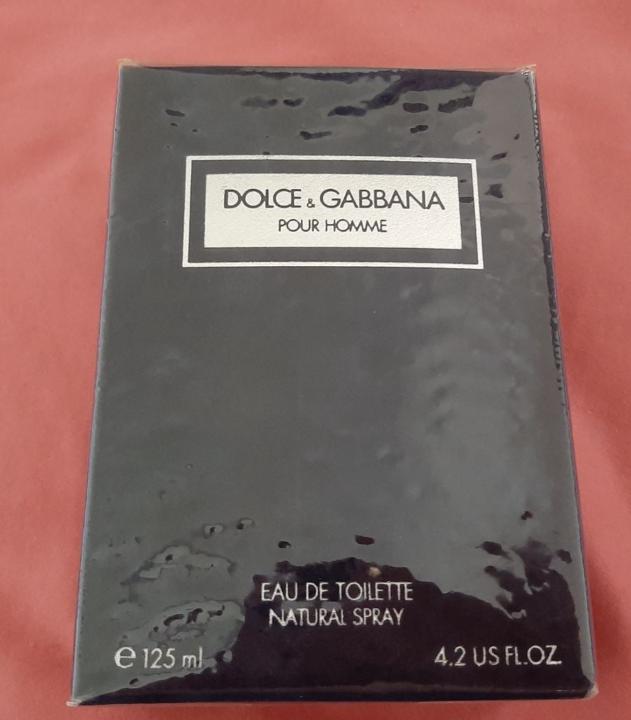 DOLCE & GABBANA
POUR HOMME
EAU DE TOILETTE
NATURAL SPRAY
℮ 125 ml
4.2 US FL.OZ.